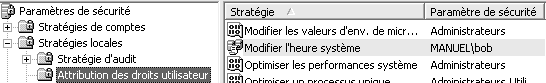 Paramètres de sécurité
Stratégies de comptes
Stratégies locales
Stratégie d'audit
Attribution des droits utilisateur
Stratégie Paramètre de sécurité
Modifier les valeurs d'env. de micr... Administrateurs
Modifier l'heure système MANUEL\bob
Optimiser les performances système Administrateurs
Optimiser un processus unique Administrateurs, Util